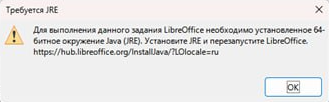 Требуется JRE
Для выполнения данного задания LibreOffice необходимо установленное 64-
битное окружение Java (JRE). Установите JRE и перезапустите LibreOffice.
https://hub.libreoffice.org/InstallJava/?LOlocale=ru
OK